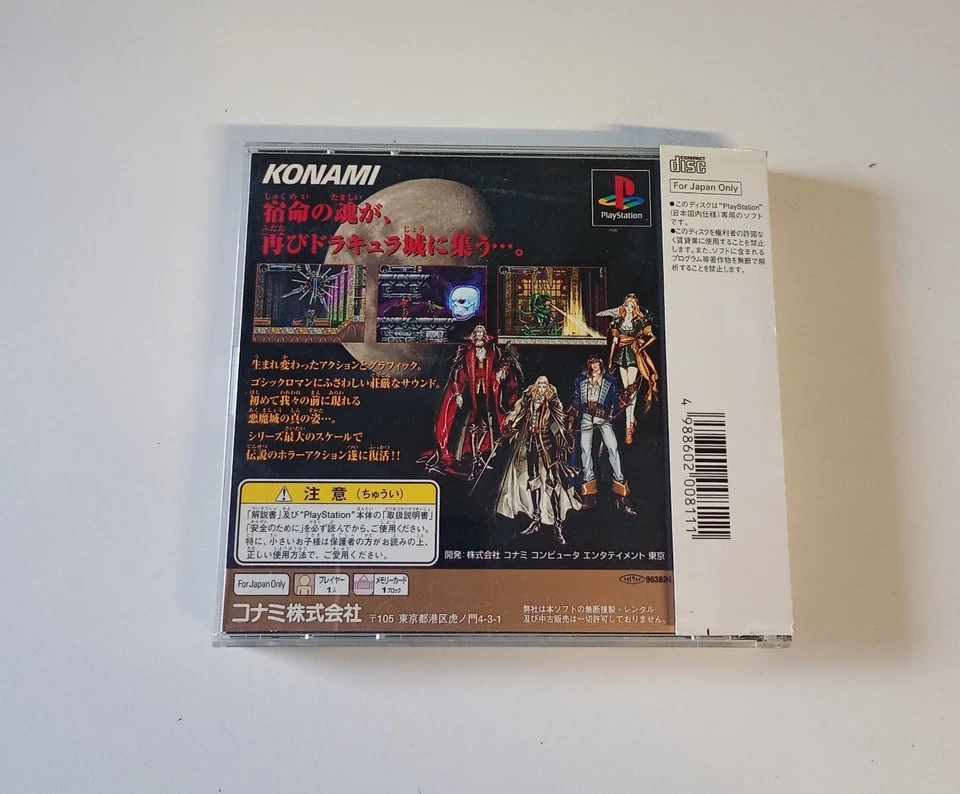 KONAMI
宿命の魂が、
再びドラキュラ城に集う…。
PlayStation
生まれ変わったアクションとグラフィック。
ゴシックロマンにふさわしい荘厳なサウンド。
初めて我々の前に現れる
悪魔城の真の姿…。
シリーズ最大のスケールで
伝説のホラーアクション遂に復活!!
注意(ちゅうい)
「解説書」及び"PlayStation"本体の「取扱説明書」
「安全のために」を必ず読んでから、ご使用ください。
特に、小さいお子様は保護者の方がお読みの上、
正しい使用方法で、ご愛用ください。
開発:株式会社 コナミ コンピュータ エンタテイメント 東京
For Japan Only
プレイヤー
1人
メモリーカード
1ブロック
963824
コナミ株式会社
〒105 東京都港区虎ノ門4-3-1
弊社は本ソフトの無断複製・レンタル
及び中古販売は一切許可しておりません。
COMPACT
disc
For Japan Only
●このディスクは"PlayStation"
(日本国内仕様)専用のソフト
です。
●このディスクを権利者の許諾な
く賃貸業に使用することを禁止
します。また、ソフトに含まれる
プログラム等著作物を無断で解
析することを禁止します。
4 988602 008111